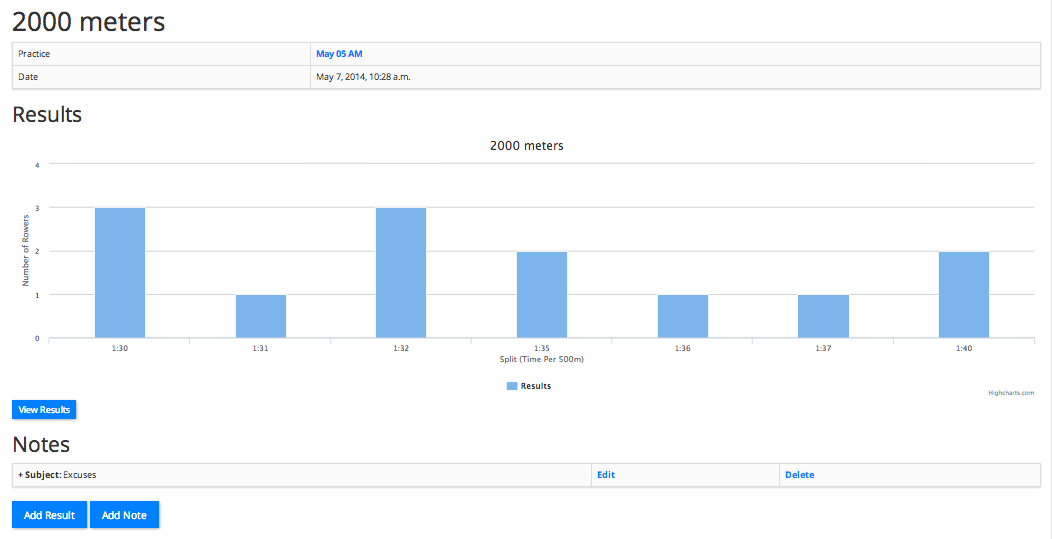 2000 meters
Practice May 05 AM
Date May 7, 2014, 10:28 a.m.
Results
2000 meters
4
3
2
1
0
Number of Rowers
1:30 1:31 1:32 1:35 1:36 1:37 1:40
Split (Time Per 500m)
Results
Highcharts.com
View Results
Notes
+ Subject: Excuses Edit Delete
Add Result Add Note